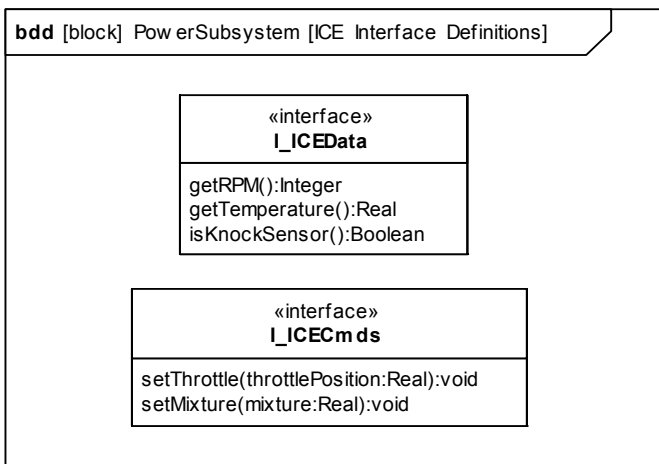 bdd [block] PowerSubsystem [ICE Interface Definitions]
«interface»
I_ICEData
getRPM():Integer
getTemperature():Real
isKnockSensor():Boolean
«interface»
I_ICECmds
setThrottle(throttlePosition:Real):void
setMixture(mixture:Real):void